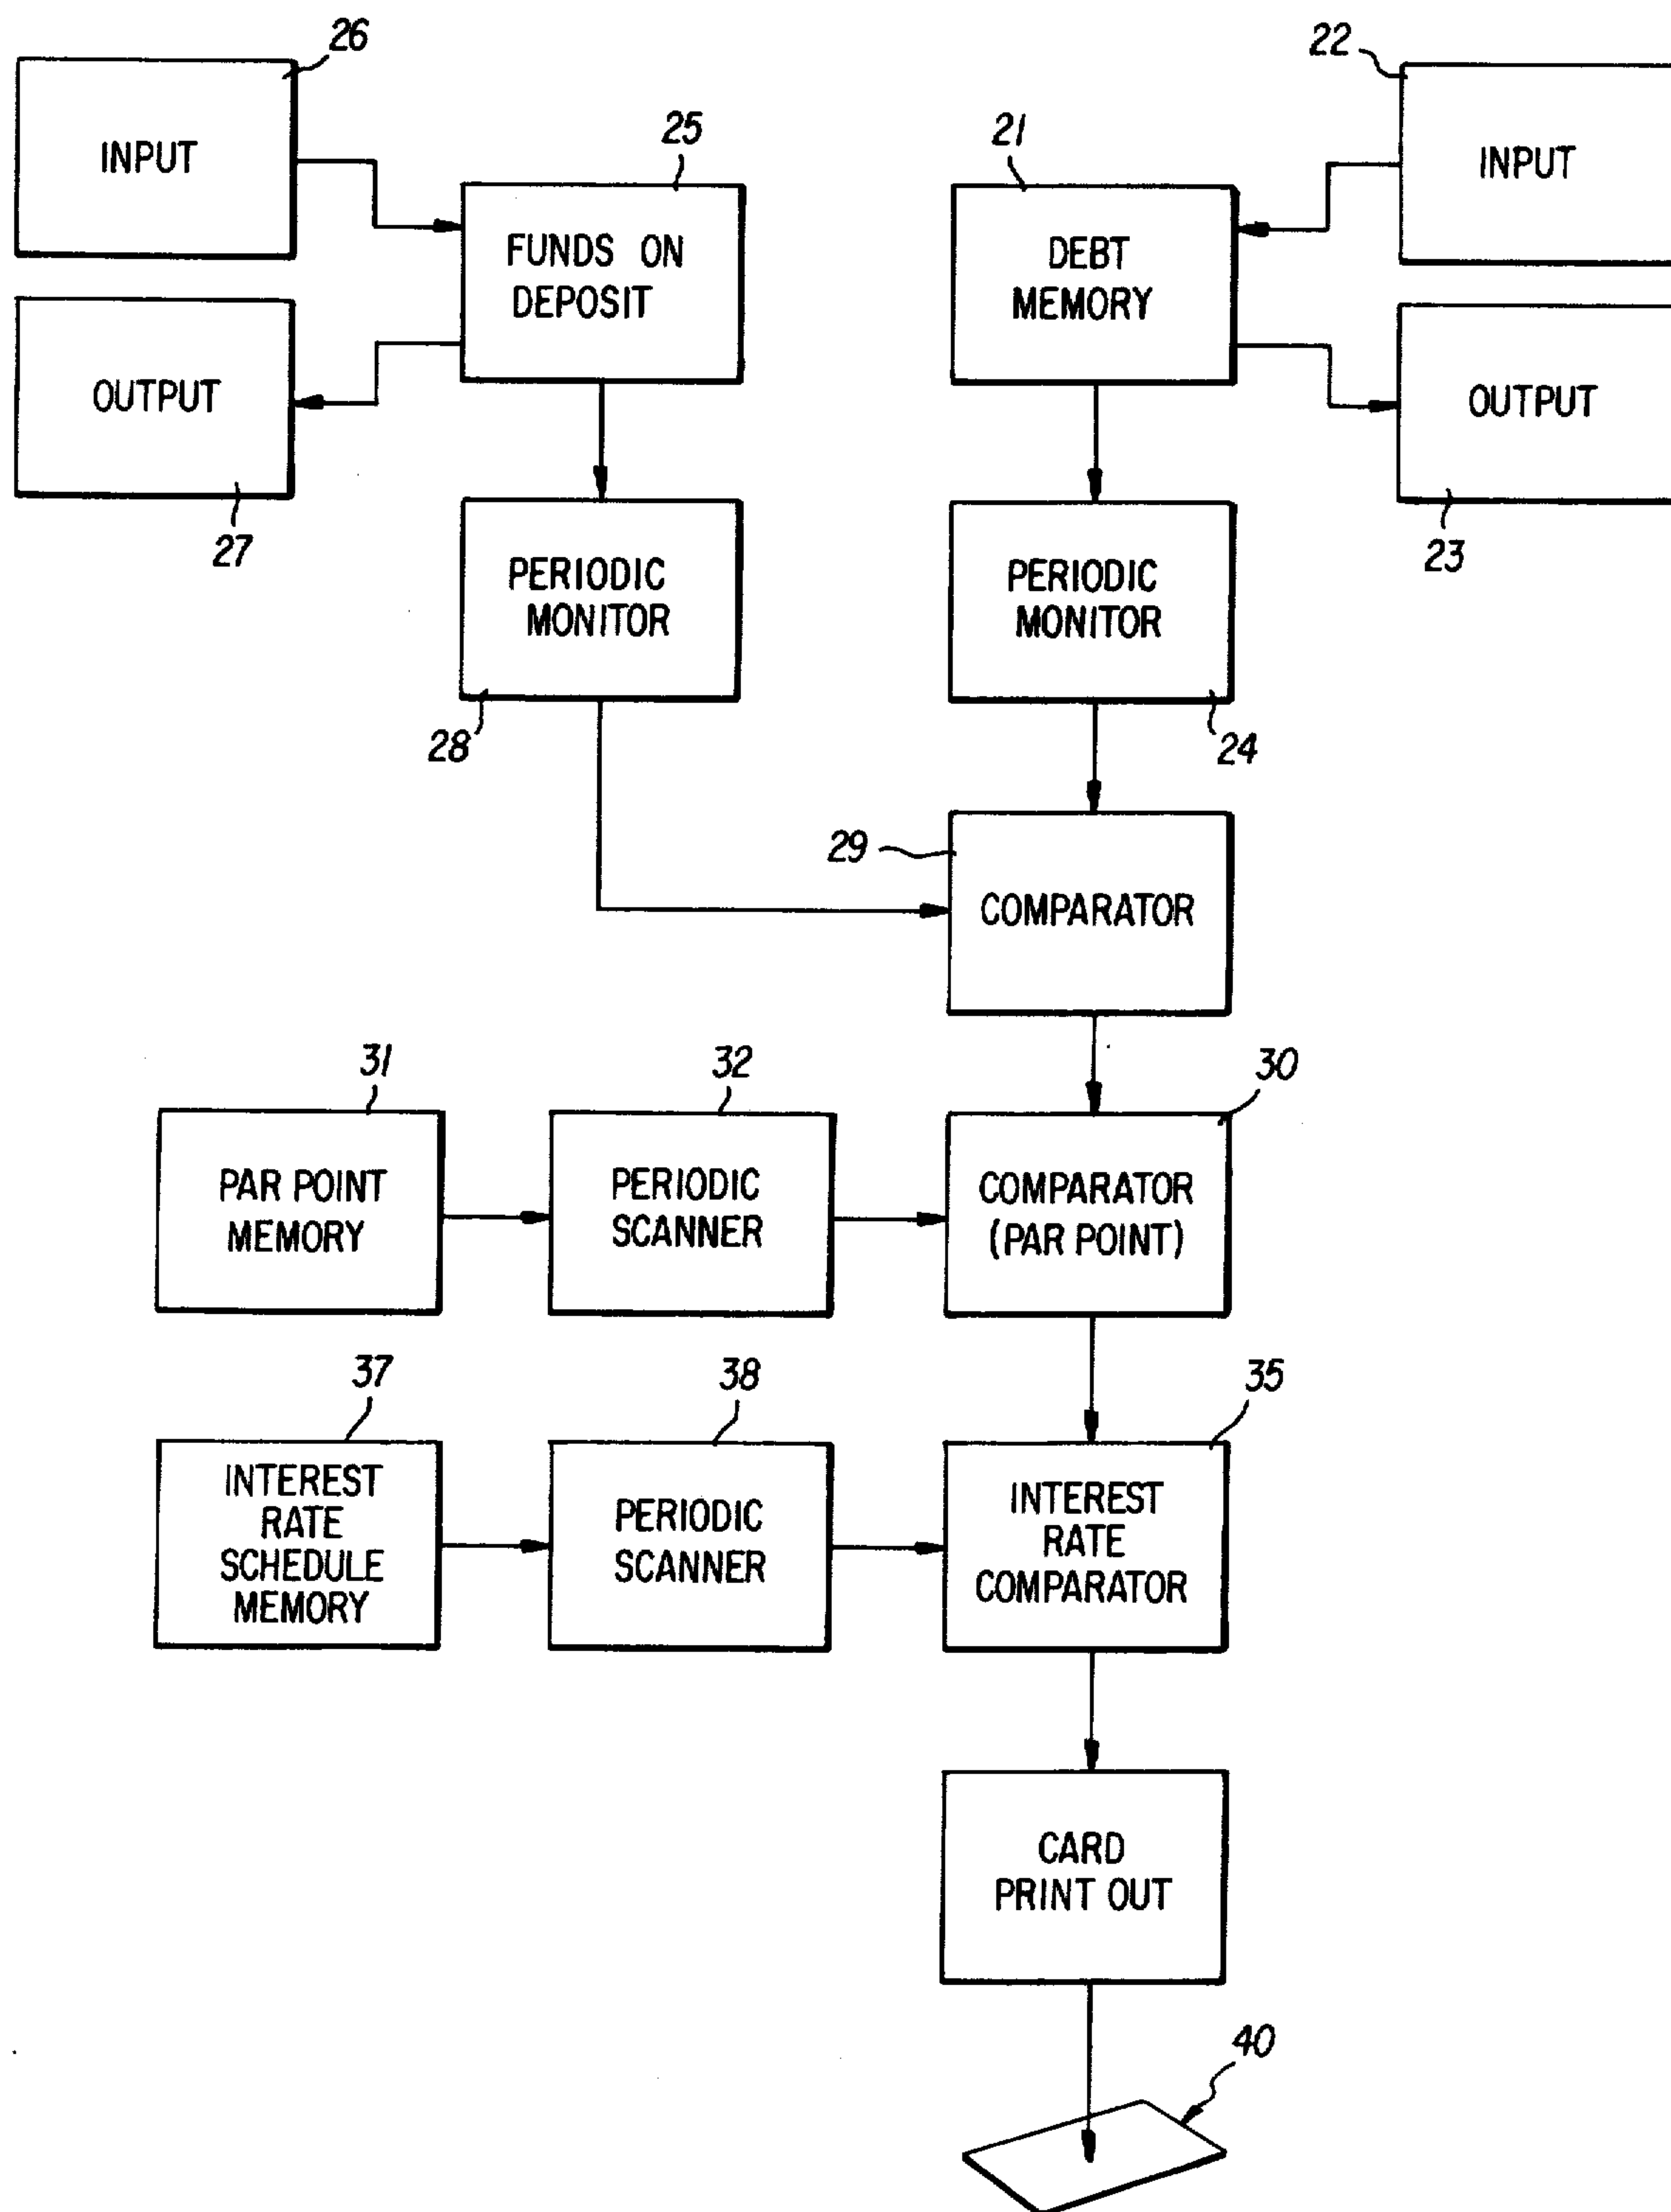 26
22
INPUT
25
21
INPUT
FUNDS ON
DEPOSIT
DEBT
MEMORY
OUTPUT
OUTPUT
27
23
PERIODIC
MONITOR
PERIODIC
MONITOR
28
24
29
COMPARATOR
31
32
30
PAR POINT
MEMORY
PERIODIC
SCANNER
COMPARATOR
(PAR POINT)
37
38
35
INTEREST
RATE
SCHEDULE
MEMORY
PERIODIC
SCANNER
INTEREST
RATE
COMPARATOR
CARD
PRINT OUT
40